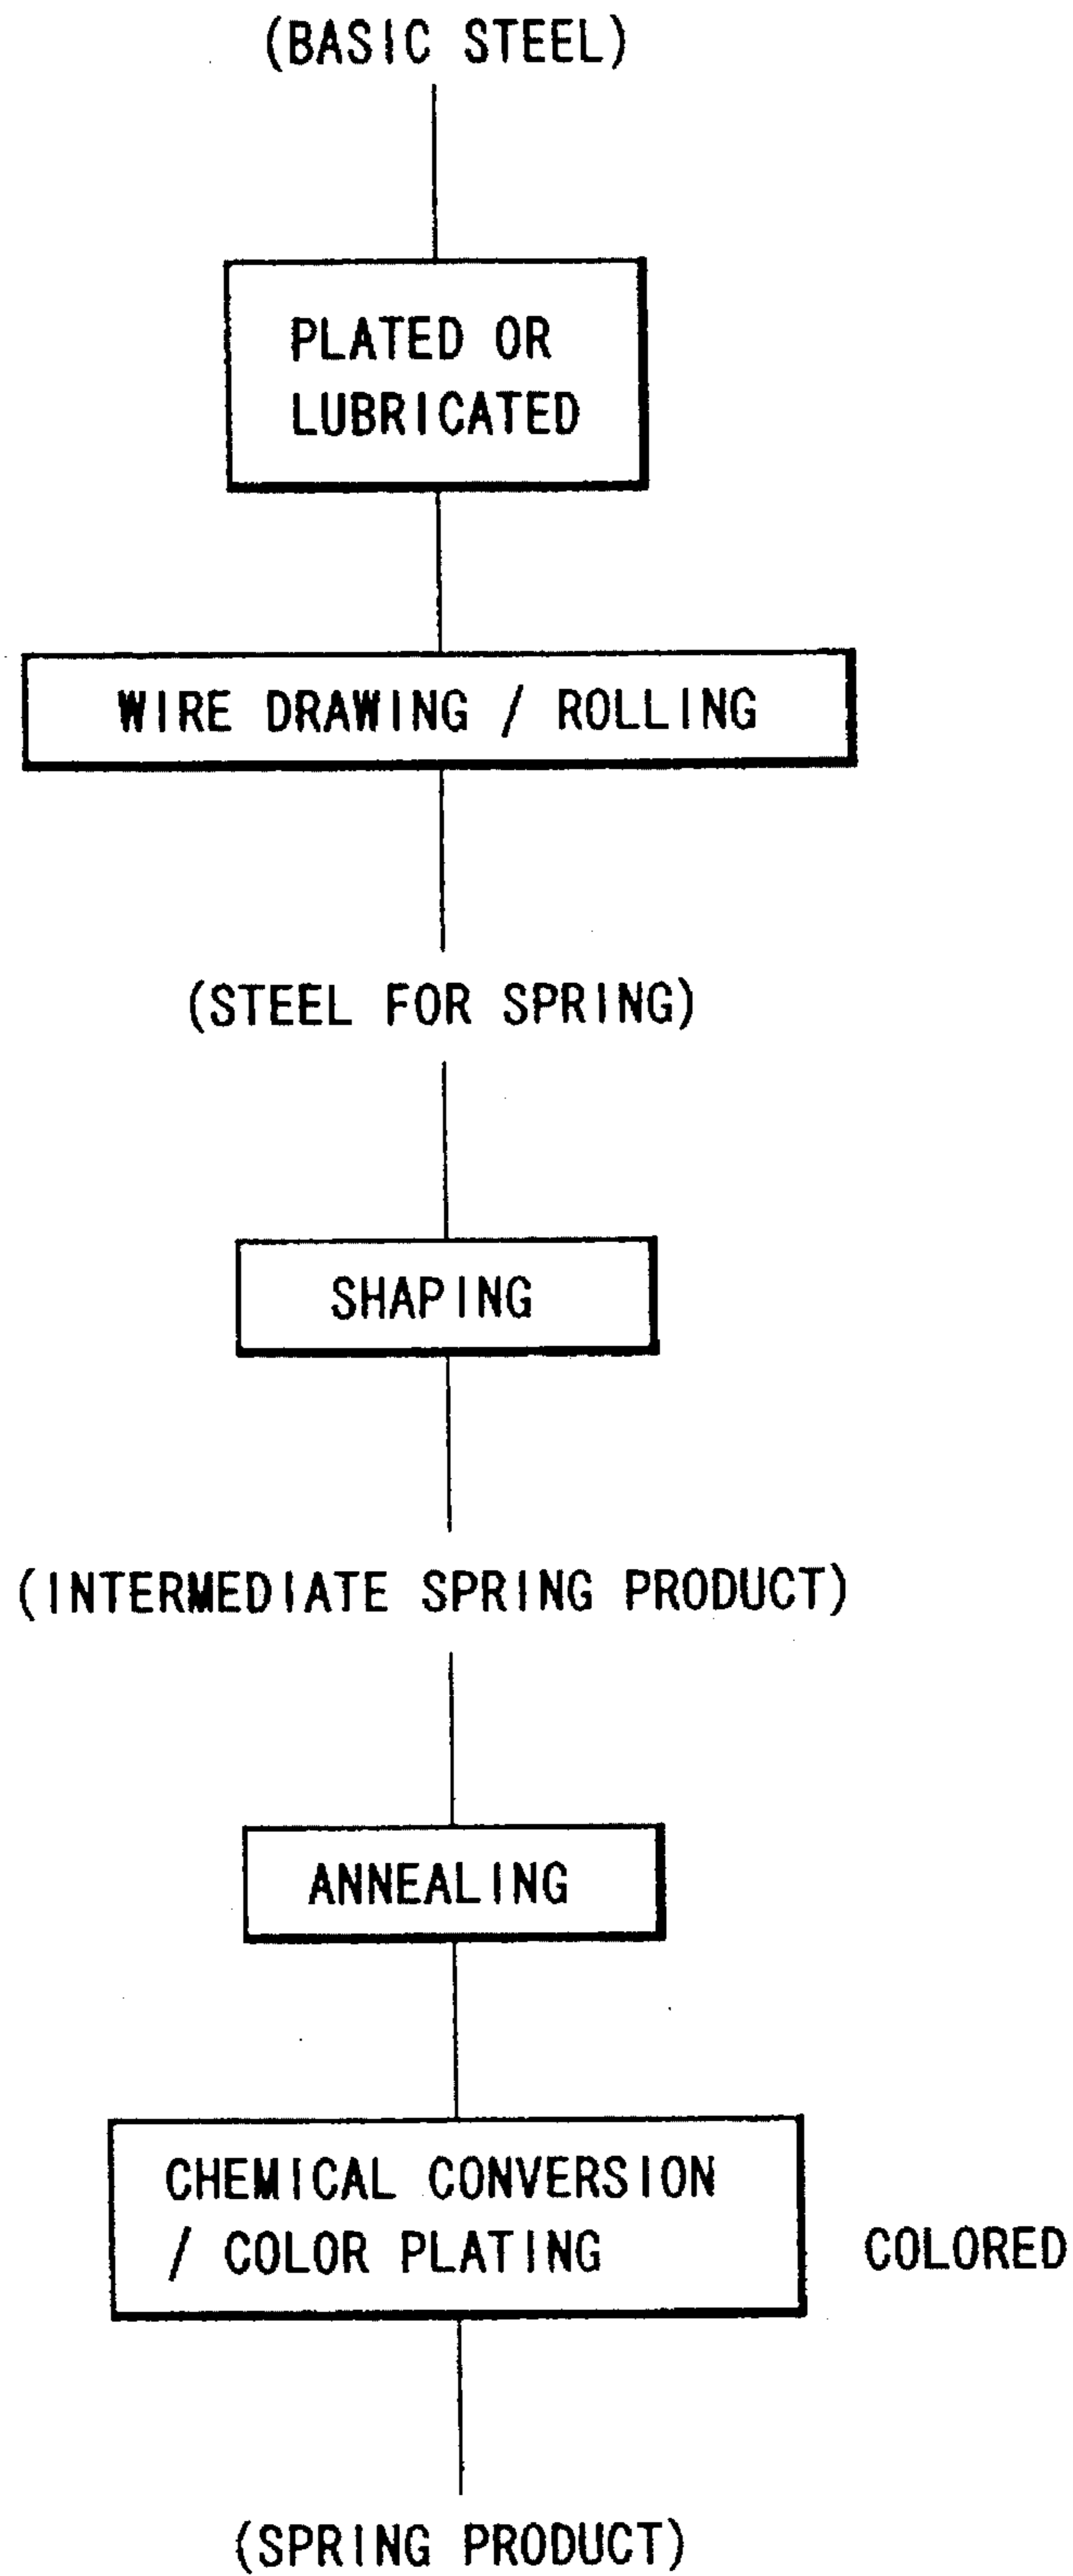 (BASIC STEEL)
PLATED OR
LUBRICATED
WIRE DRAWING / ROLLING
(STEEL FOR SPRING)
SHAPING
(INTERMEDIATE SPRING PRODUCT)
ANNEALING
CHEMICAL CONVERSION
/ COLOR PLATING
COLORED
(SPRING PRODUCT)